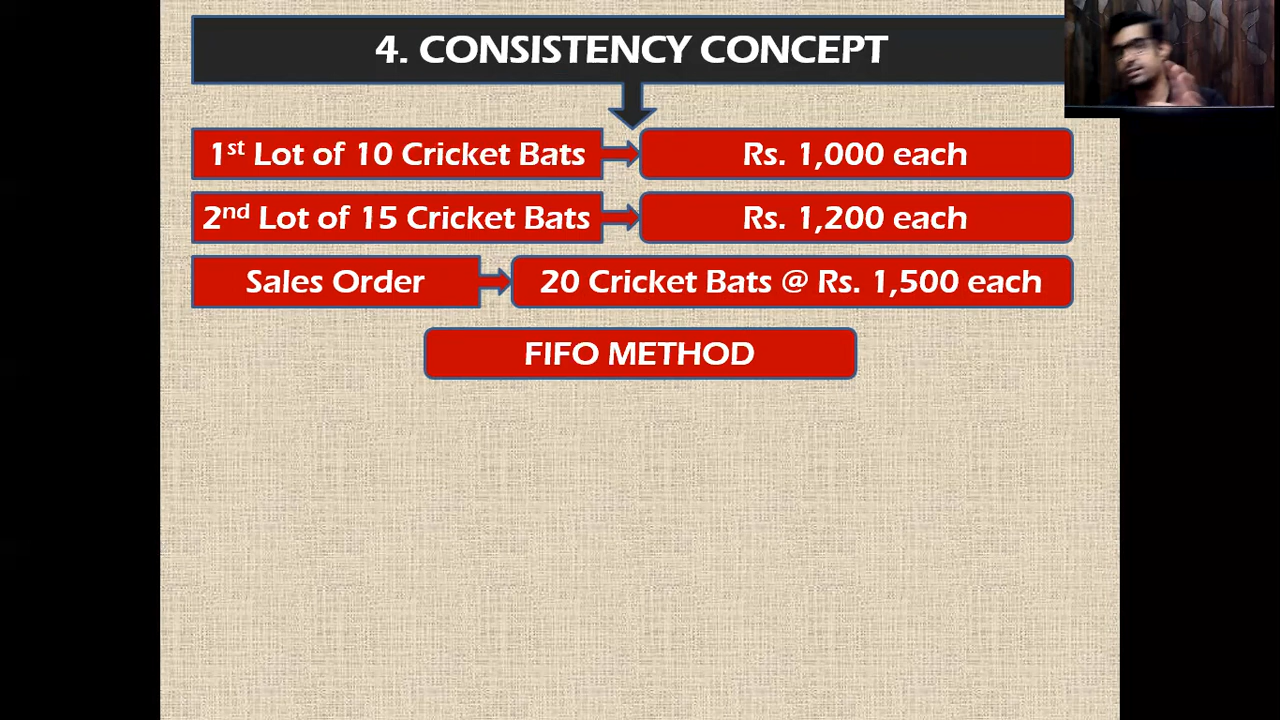 4. CONSISTENCY CONCEPT
1st Lot of 10 Cricket Bats
Rs. 1,000 each
2nd Lot of 15 Cricket Bats
Rs. 1,200 each
Sales Order
20 Cricket Bats @ Rs. 1,500 each
FIFO METHOD